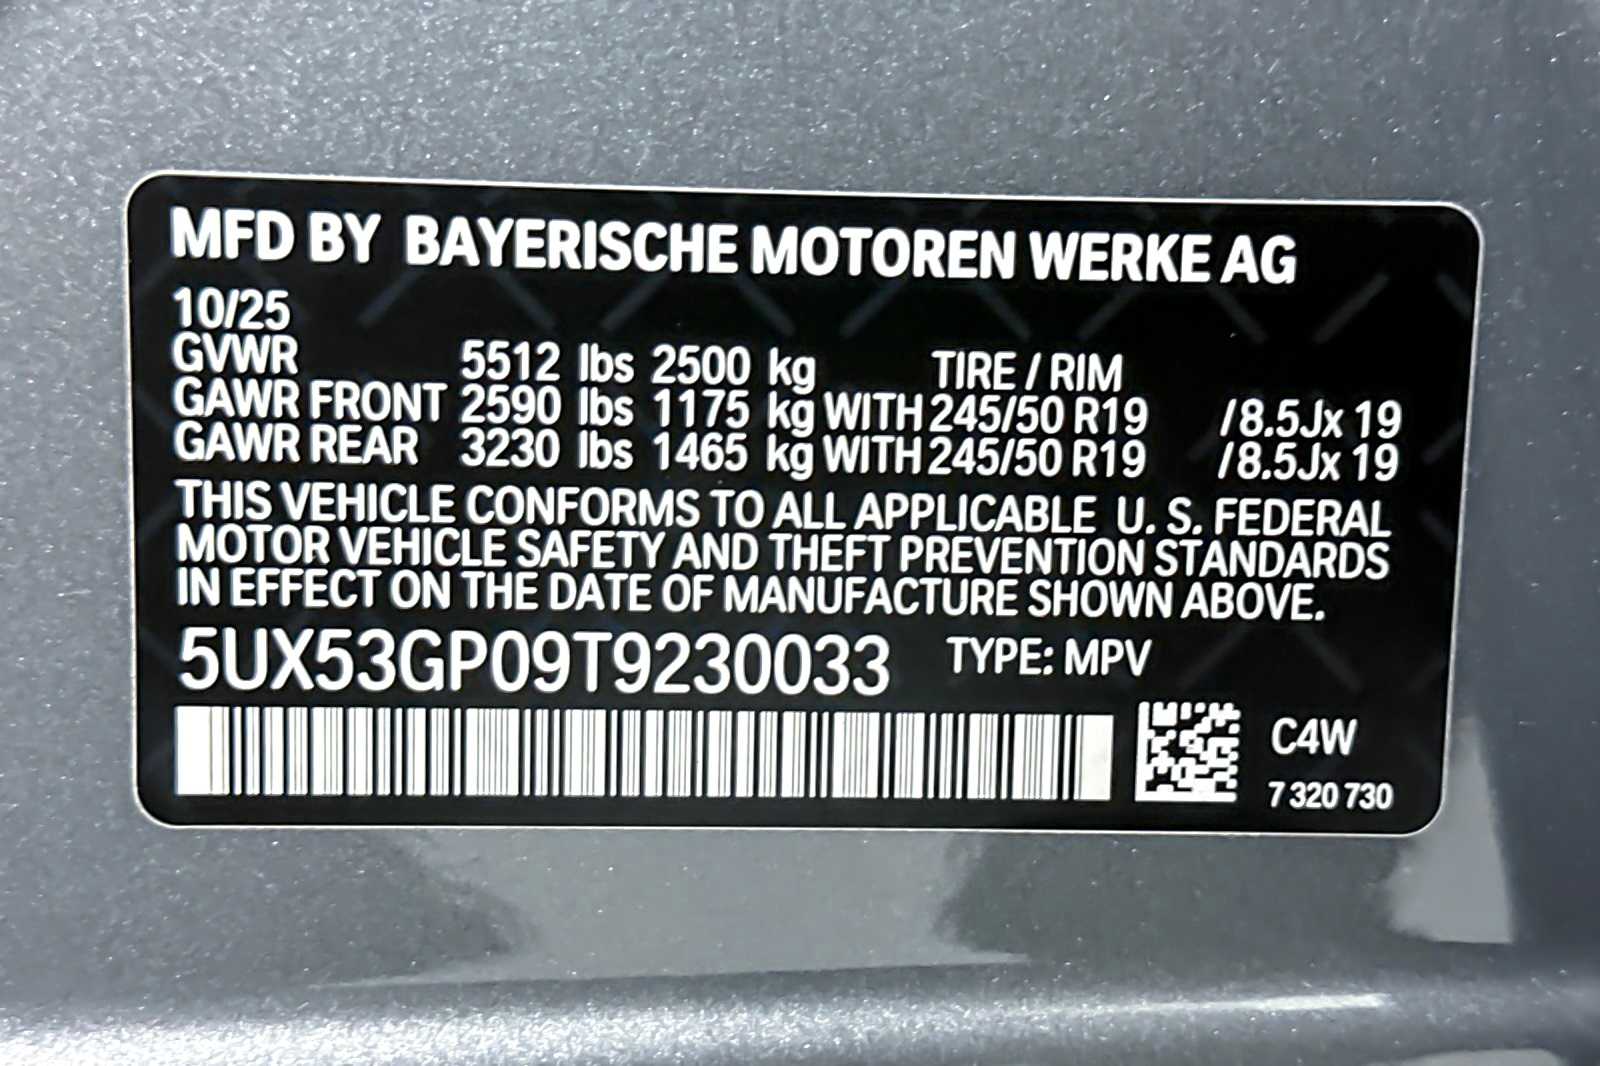 MFD BY BAYERISCHE MOTOREN WERKE AG
10/25
GVWR 5512 lbs 2500 kg TIRE / RIM
GAWR FRONT 2590 lbs 1175 kg WITH 245/50 R19 /8.5Jx 19
GAWR REAR 3230 lbs 1465 kg WITH 245/50 R19 /8.5Jx 19
THIS VEHICLE CONFORMS TO ALL APPLICABLE U. S. FEDERAL
MOTOR VEHICLE SAFETY AND THEFT PREVENTION STANDARDS
IN EFFECT ON THE DATE OF MANUFACTURE SHOWN ABOVE.
5UX53GP09T9230033 TYPE: MPV
C4W
7 320 730